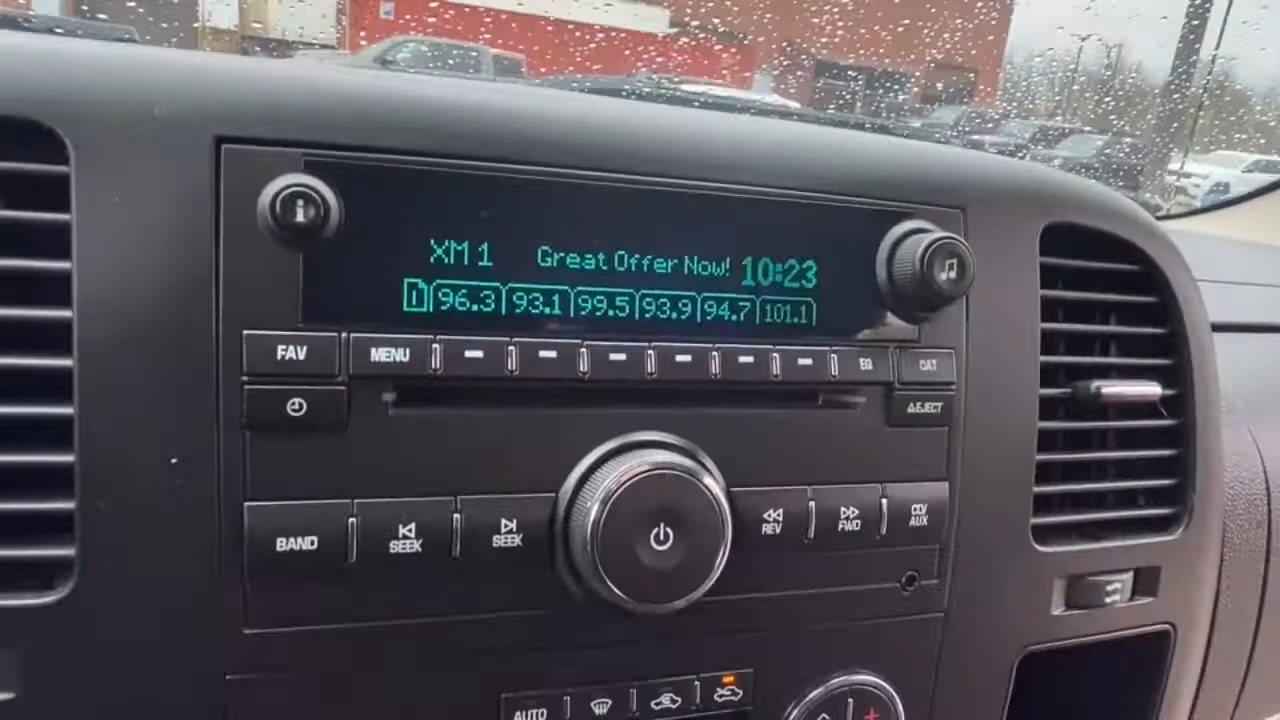 XM 1 Great Offer Now! 10:23
1 96.3 93.1 99.5 93.9 94.7 101.1
FAV MENU EQ CAT
EJECT
BAND SEEK SEEK REV FWD CD/AUX
AUTO